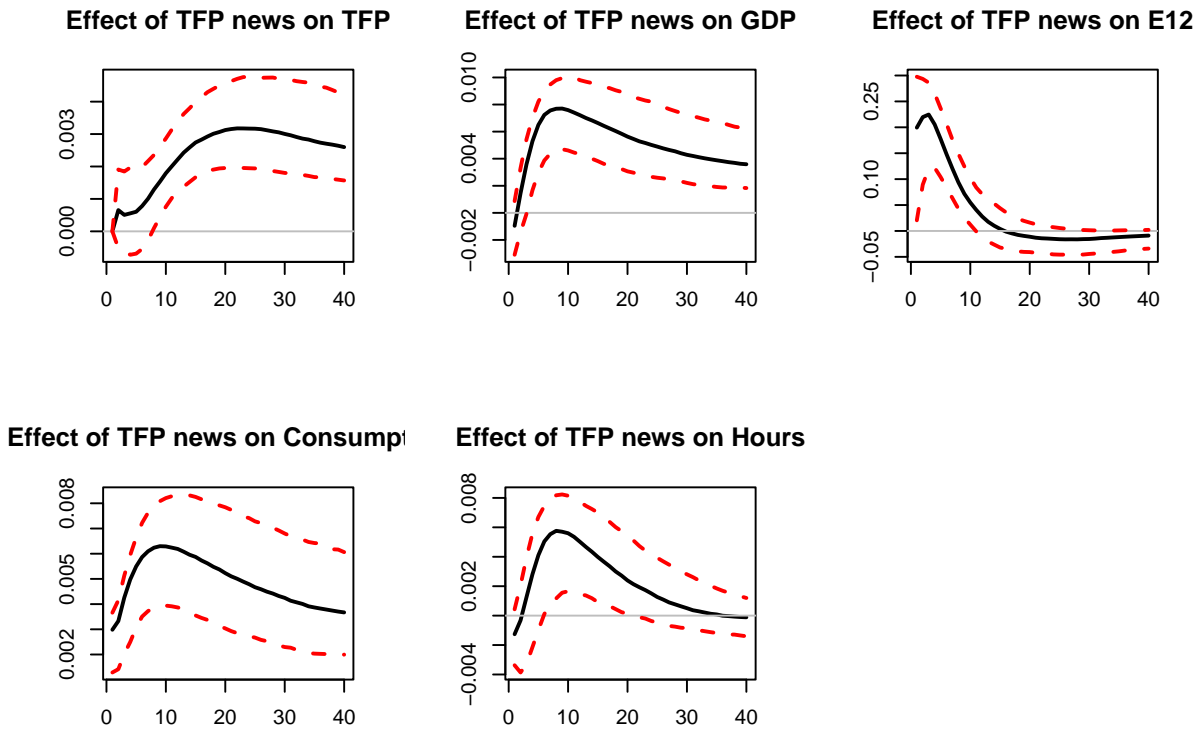 Effect of TFP news on TFP
0.000 0.003
0 10 20 30 40
Effect of TFP news on GDP
−0.002 0.004 0.010
0 10 20 30 40
Effect of TFP news on E12
−0.05 0.10 0.25
0 10 20 30 40
Effect of TFP news on Consumpt
0.002 0.005 0.008
0 10 20 30 40
Effect of TFP news on Hours
−0.004 0.002 0.008
0 10 20 30 40